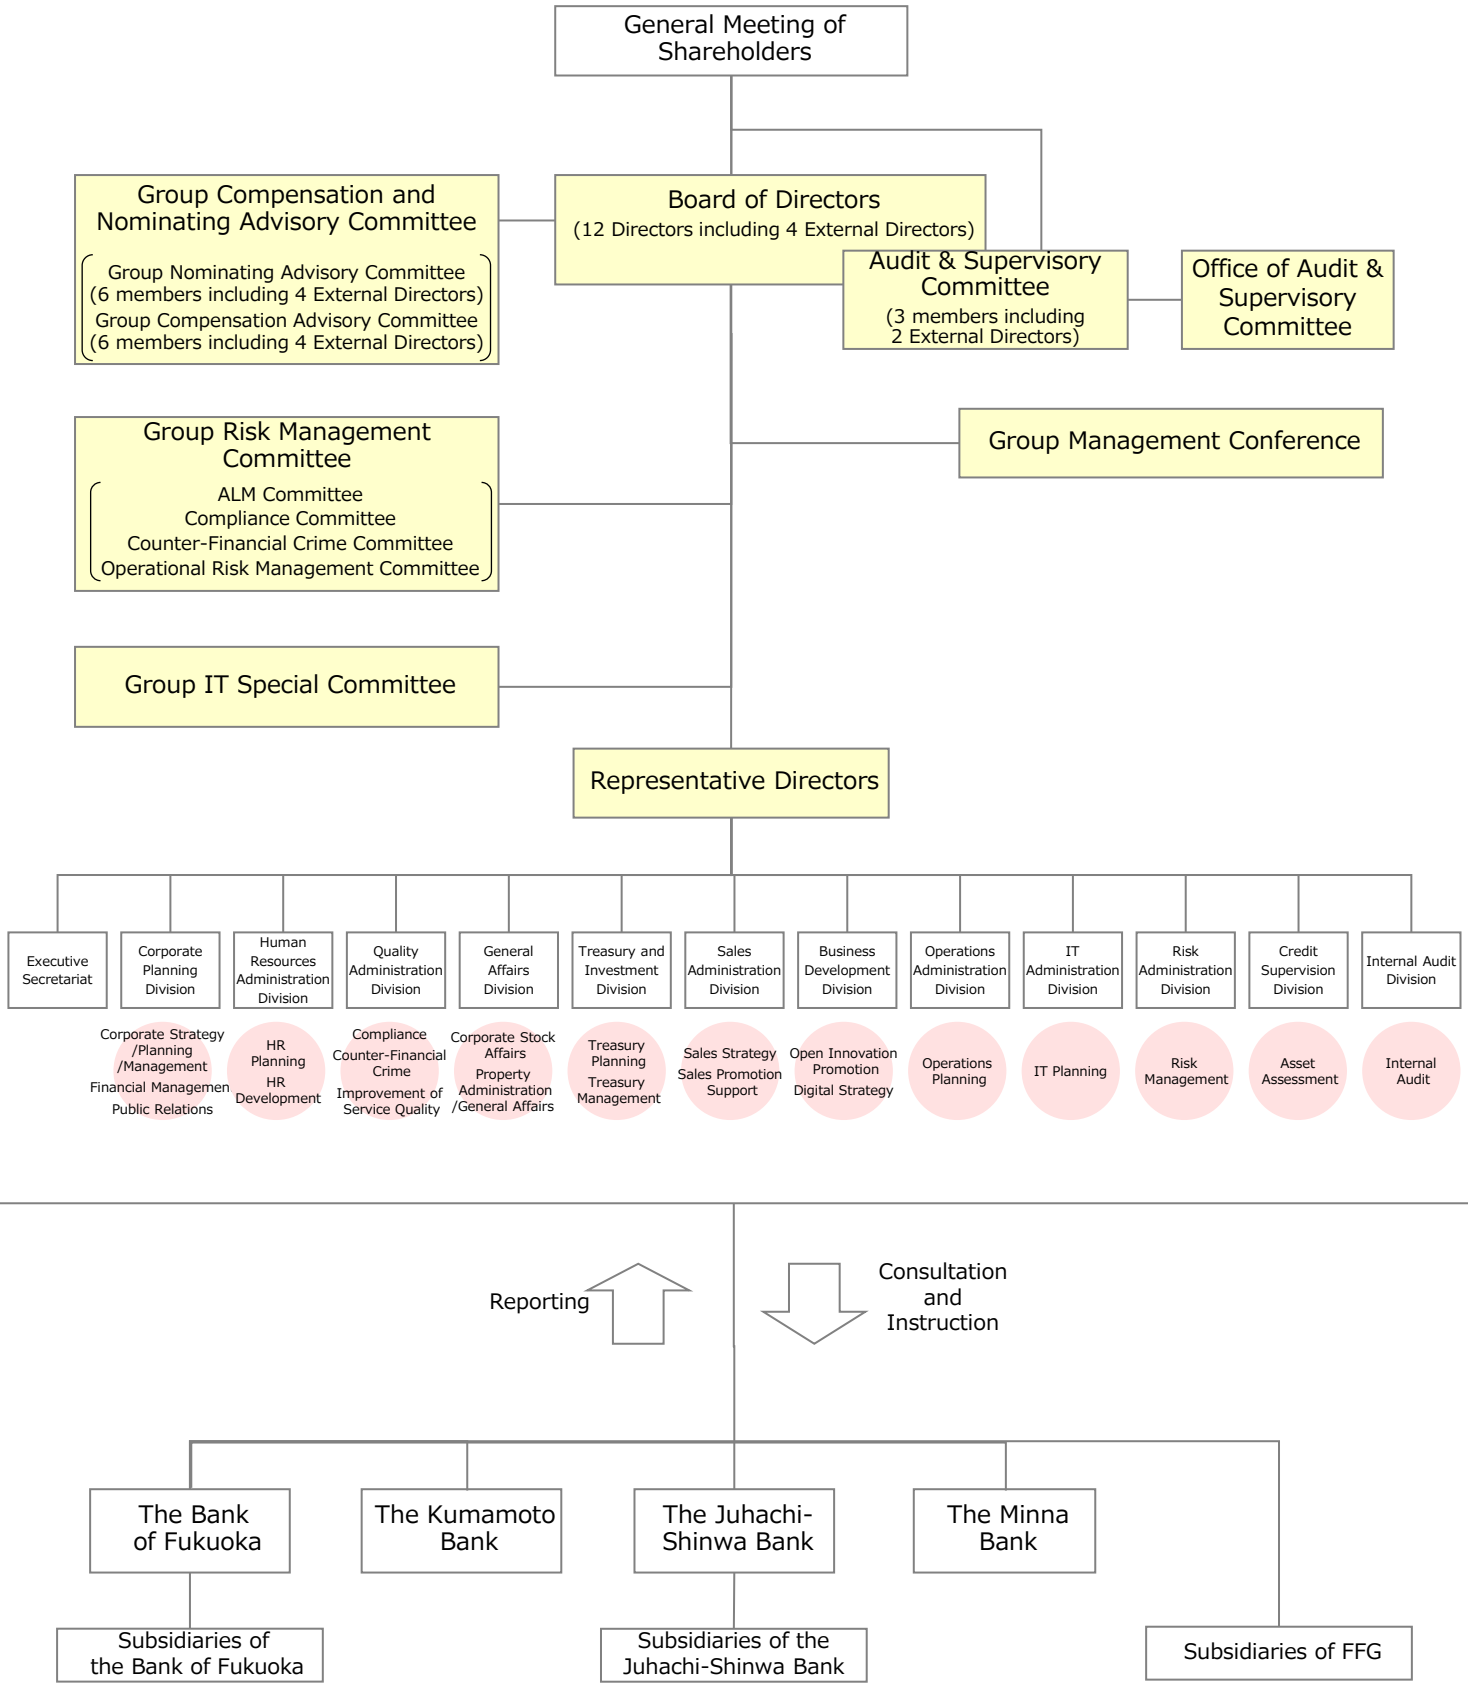 General Meeting of
Shareholders
Group Compensation and
Nominating Advisory Committee
Group Nominating Advisory Committee
(6 members including 4 External Directors)
Group Compensation Advisory Committee
(6 members including 4 External Directors)
Board of Directors
(12 Directors including 4 External Directors)
Audit & Supervisory
Committee
(3 members including
2 External Directors)
Office of Audit &
Supervisory
Committee
Group Management Conference
Group Risk Management
Committee
ALM Committee
Compliance Committee
Counter-Financial Crime Committee
Operational Risk Management Committee
Group IT Special Committee
Representative Directors
Executive
Secretariat
Corporate
Planning
Division
Human
Resources
Administration
Division
Quality
Administration
Division
General
Affairs
Division
Treasury and
Investment
Division
Sales
Administration
Division
Business
Development
Division
Operations
Administration
Division
IT
Administration
Division
Risk
Administration
Division
Credit
Supervision
Division
Internal Audit
Division
Corporate Strategy
/Planning
/Management
Financial Managemen
Public Relations
HR
Planning
HR
Development
Compliance
Counter-Financial
Crime
Improvement of
Service Quality
Corporate Stock
Affairs
Property
Administration
/General Affairs
Treasury
Planning
Treasury
Management
Sales Strategy
Sales Promotion
Support
Open Innovation
Promotion
Digital Strategy
Operations
Planning
IT Planning
Risk
Management
Asset
Assessment
Internal
Audit
Reporting
Consultation
and
Instruction
The Bank
of Fukuoka
The Kumamoto
Bank
The Juhachi-
Shinwa Bank
The Minna
Bank
Subsidiaries of
the Bank of Fukuoka
Subsidiaries of the
Juhachi-Shinwa Bank
Subsidiaries of FFG